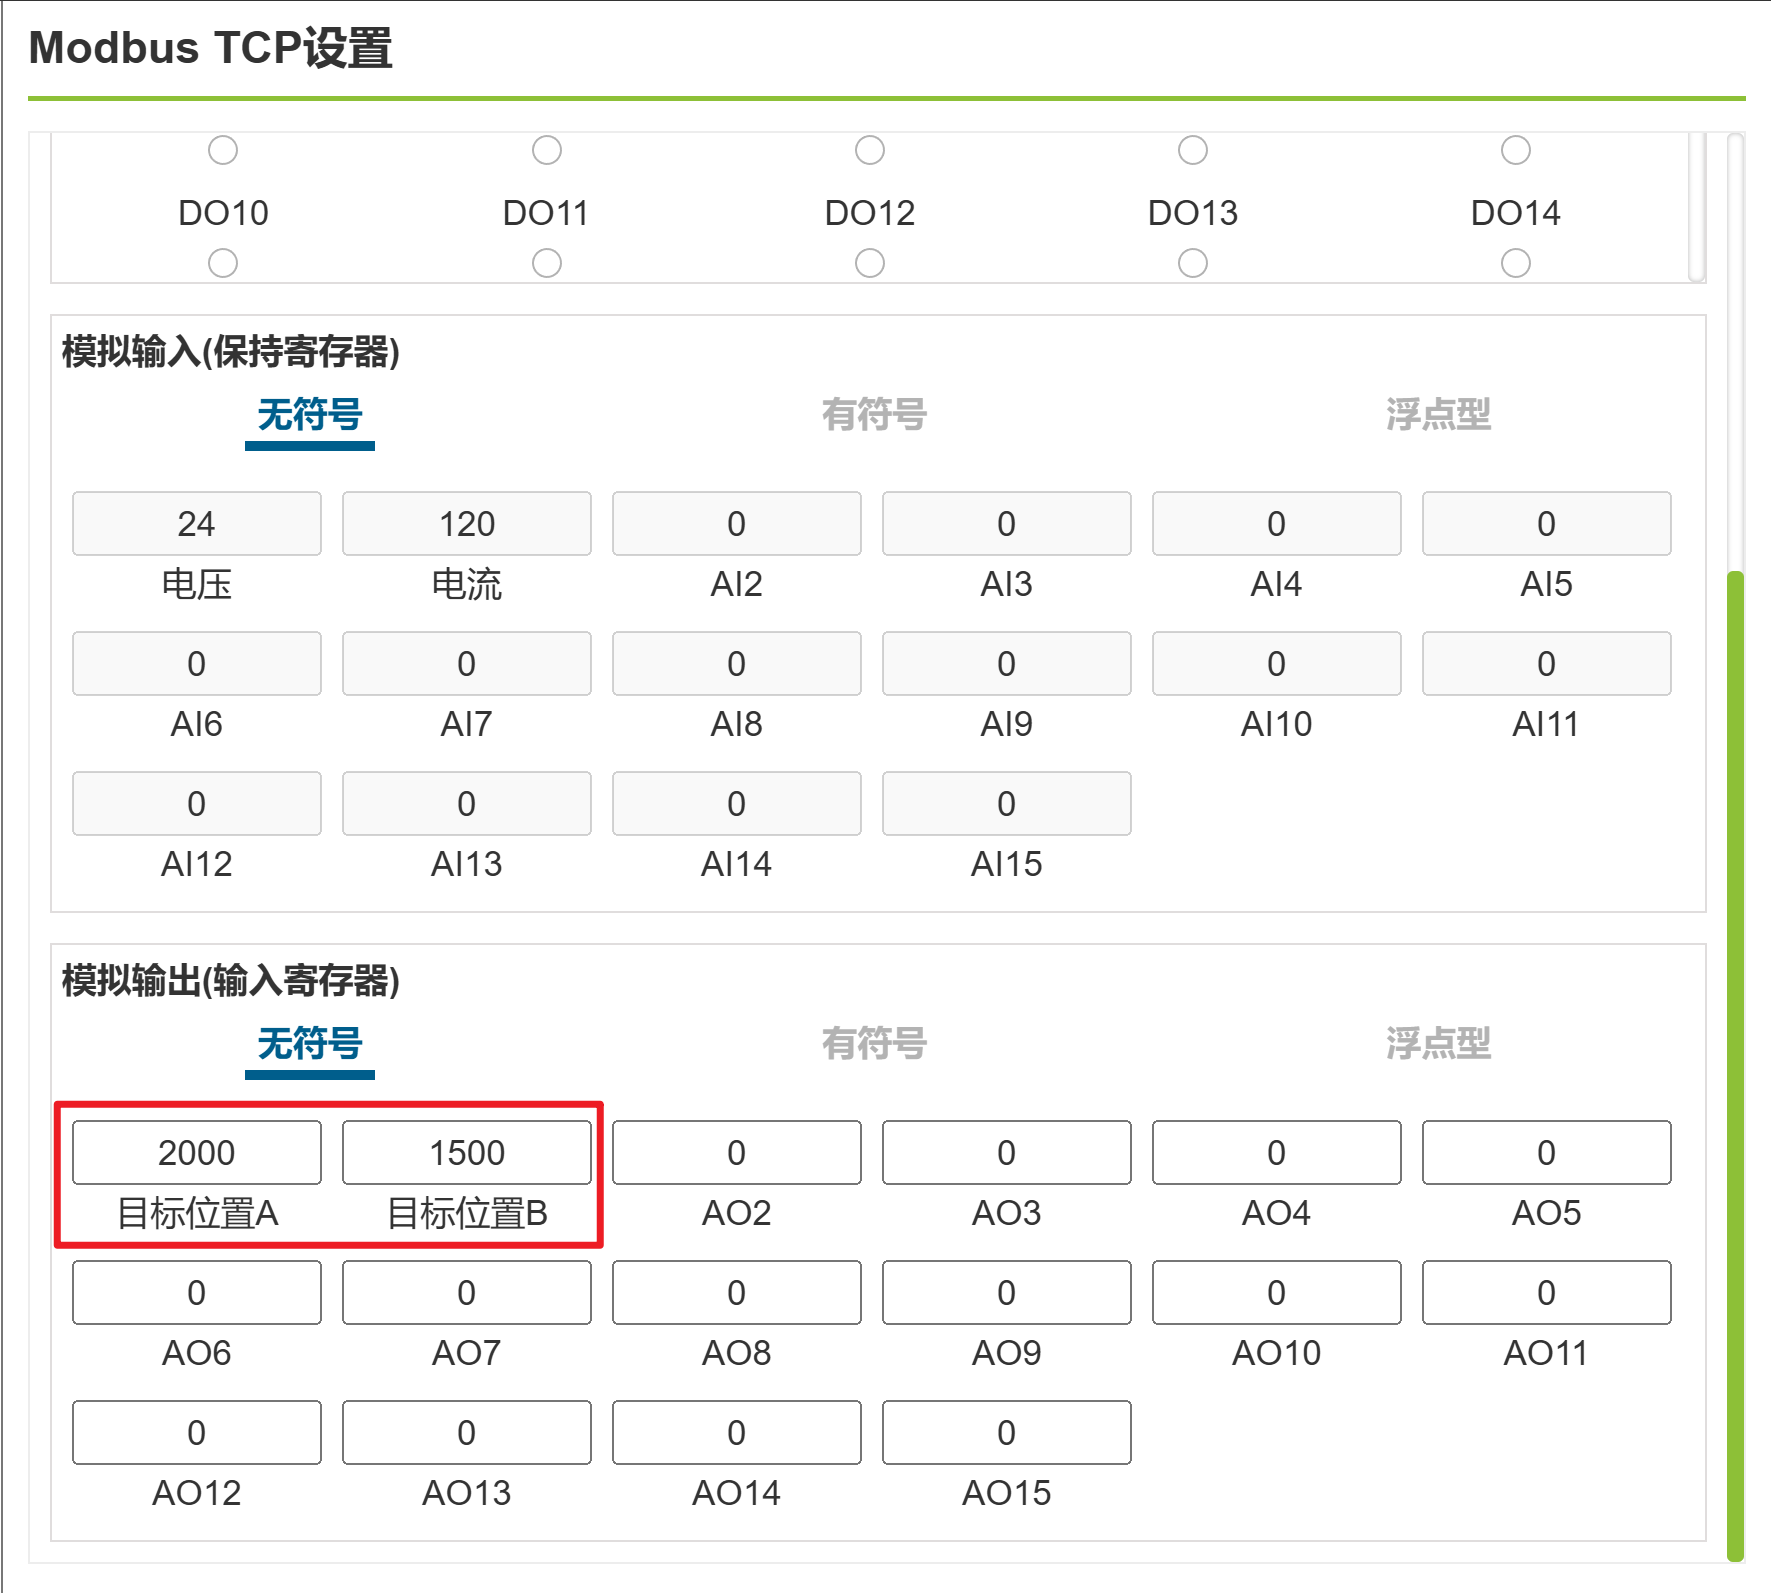 Modbus TCP设置
DO10 DO11 DO12 DO13 DO14
模拟输入(保持寄存器)
无符号 有符号 浮点型
24 120 0 0 0 0
电压 电流 AI2 AI3 AI4 AI5
0 0 0 0 0 0
AI6 AI7 AI8 AI9 AI10 AI11
0 0 0 0
AI12 AI13 AI14 AI15
模拟输出(输入寄存器)
无符号 有符号 浮点型
2000 1500 0 0 0 0
目标位置A 目标位置B AO2 AO3 AO4 AO5
0 0 0 0 0 0
AO6 AO7 AO8 AO9 AO10 AO11
0 0 0 0
AO12 AO13 AO14 AO15